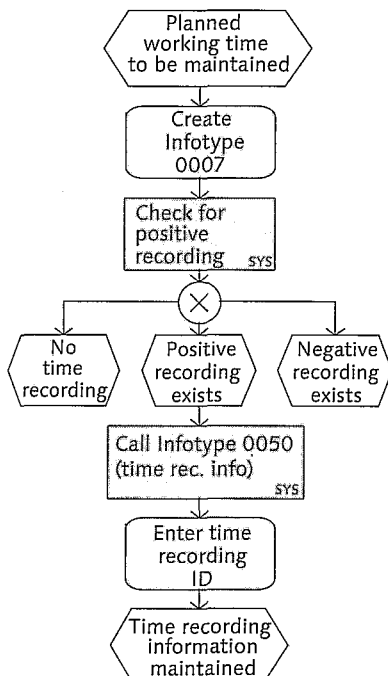 Planned
working time
to be maintained
Create
Infotype
0007
Check for
positive
recording
SYS
No
time
recording
Positive
recording
exists
Negative
recording
exists
Call Infotype 0050
(time rec. info)
SYS
Enter time
recording
ID
Time recording
information
maintained